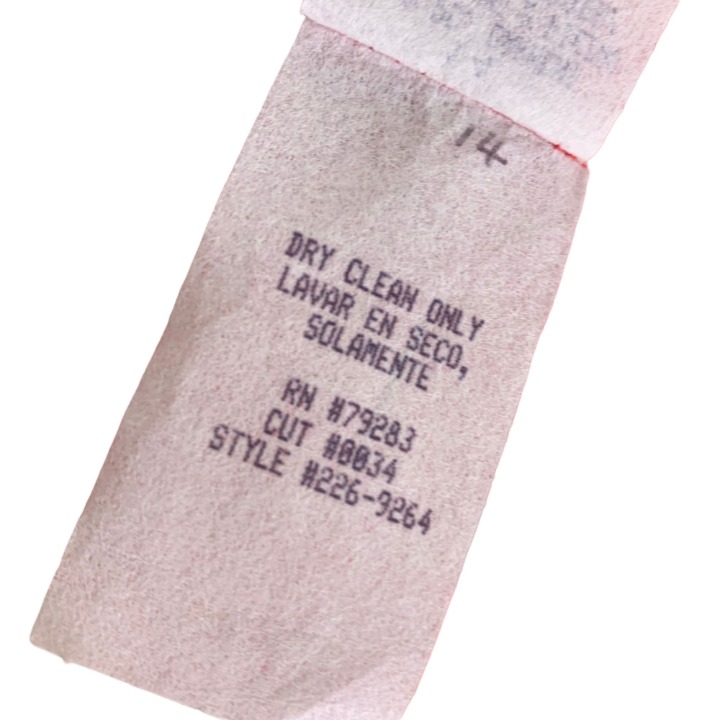 14
DRY CLEAN ONLY
LAVAR EN SECO,
SOLAMENTE
RN #79283
CUT #0034
STYLE #226-9264